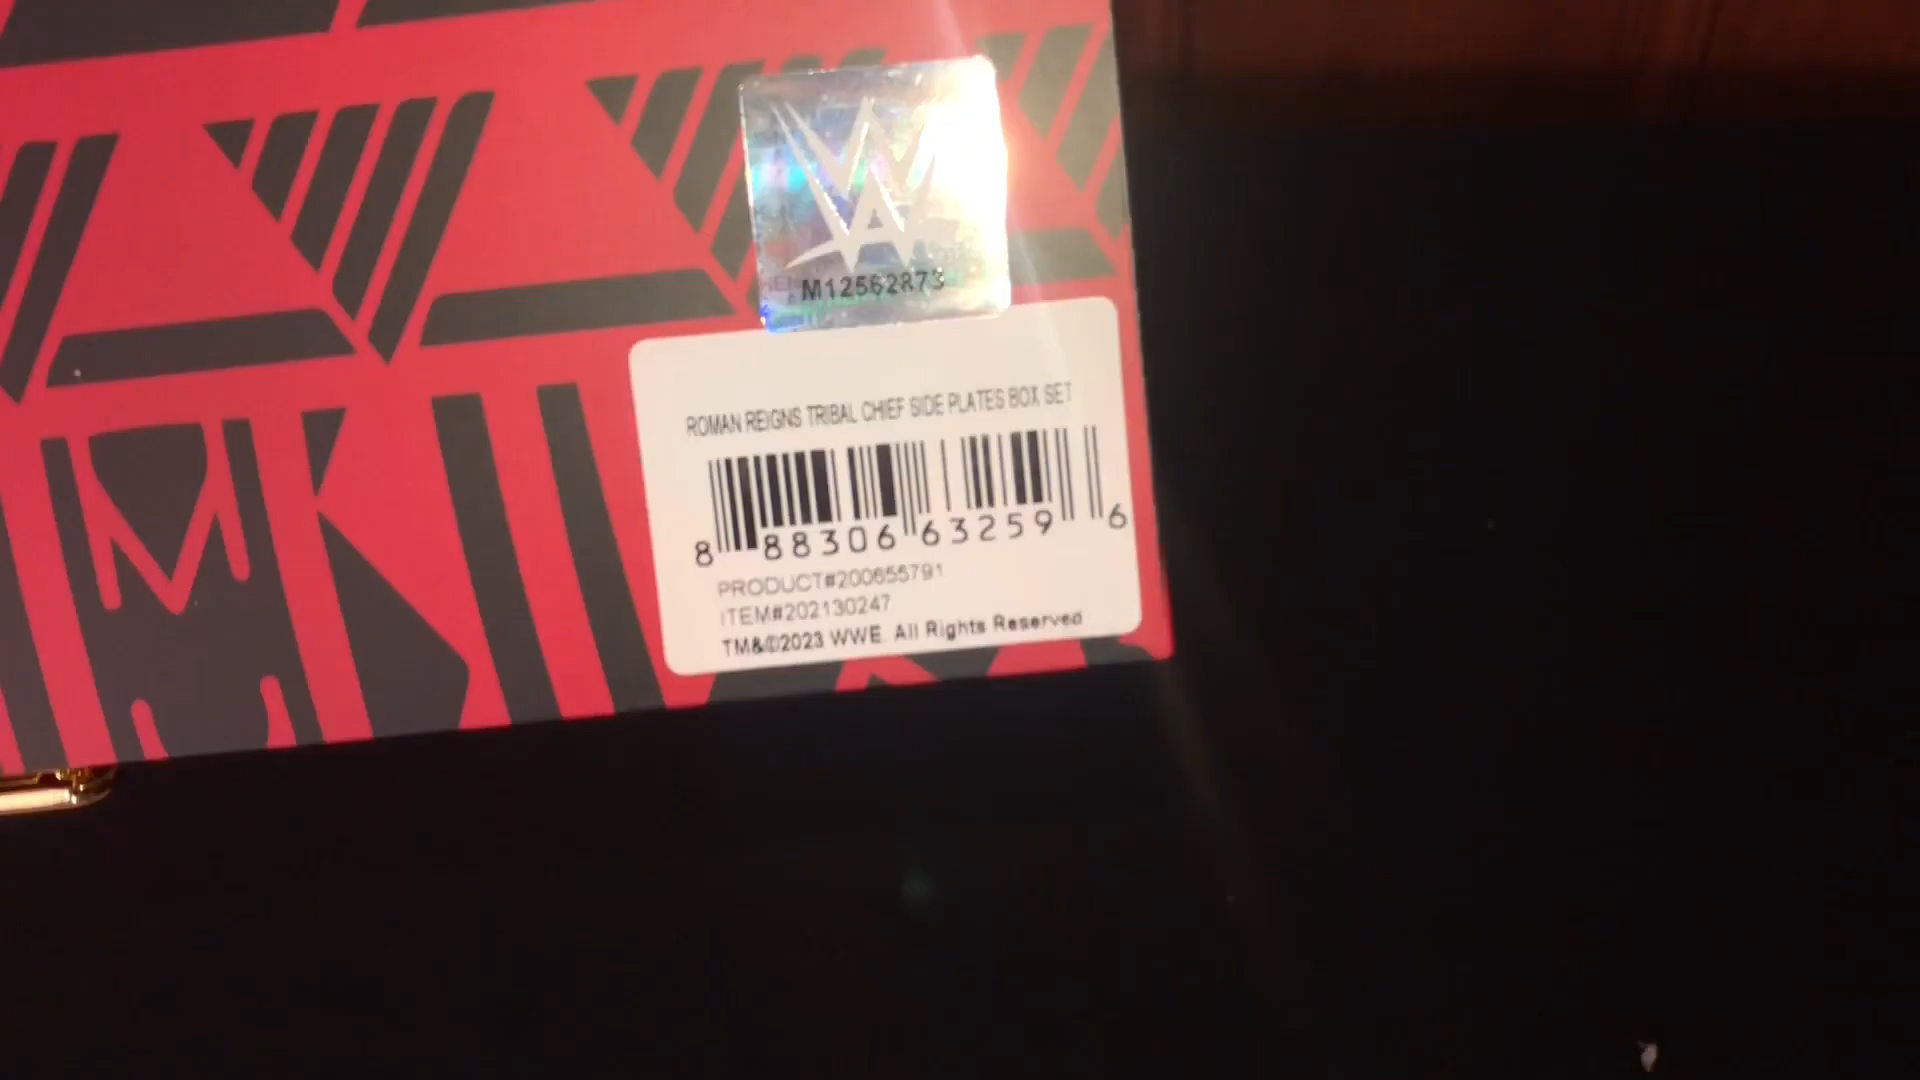 M12562873
ROMAN REIGNS TRIBAL CHIEF SIDE PLATES BOX SET
8 88306 63259 6
PRODUCT#200655791
ITEM#202130247
TM&©2023 WWE. All Rights Reserved